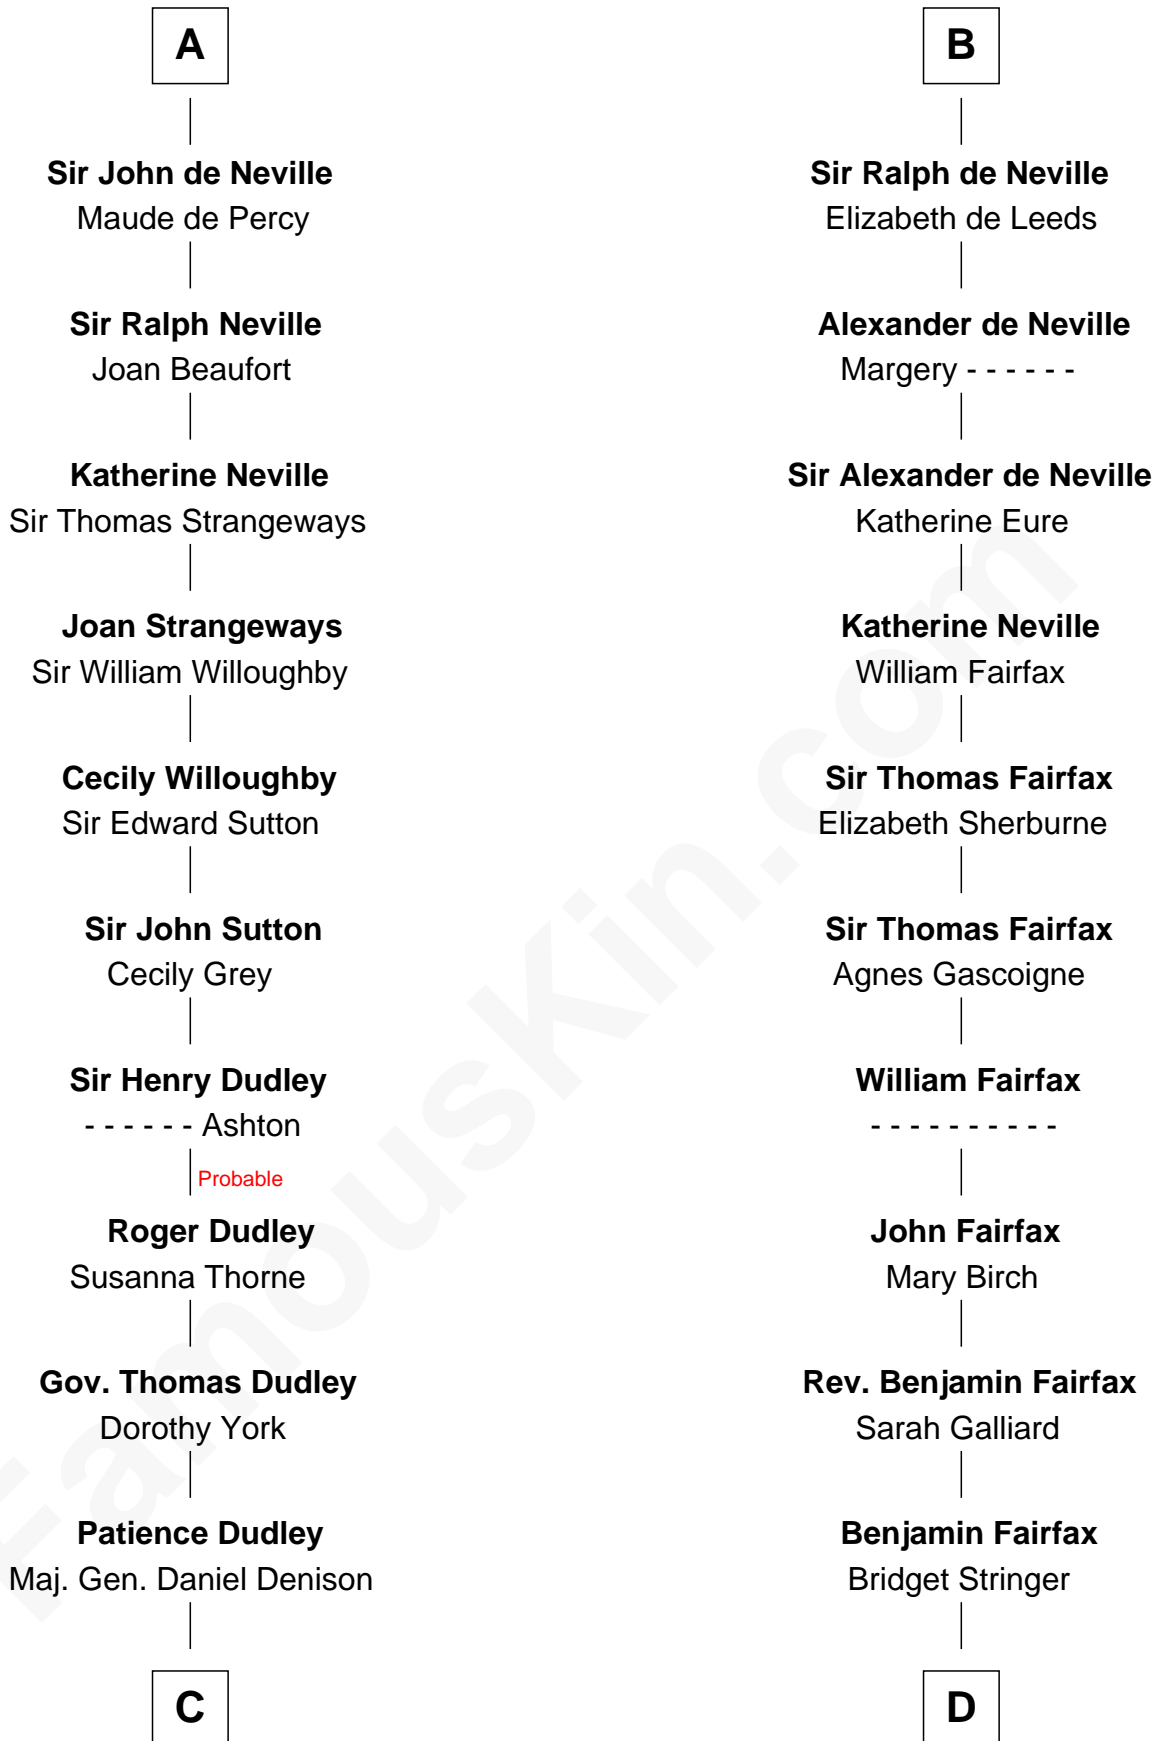 A
Sir John de Neville
Maude de Percy
Sir Ralph Neville
Joan Beaufort
Katherine Neville
Sir Thomas Strangeways
Joan Strangeways
Sir William Willoughby
Cecily Willoughby
Sir Edward Sutton
Sir John Sutton
Cecily Grey
Sir Henry Dudley
- - - - - - Ashton
Probable
Roger Dudley
Susanna Thorne
Gov. Thomas Dudley
Dorothy York
Patience Dudley
Maj. Gen. Daniel Denison
C
B
Sir Ralph de Neville
Elizabeth de Leeds
Alexander de Neville
Margery - - - - - -
Sir Alexander de Neville
Katherine Eure
Katherine Neville
William Fairfax
Sir Thomas Fairfax
Elizabeth Sherburne
Sir Thomas Fairfax
Agnes Gascoigne
William Fairfax
- - - - - - - - - -
John Fairfax
Mary Birch
Rev. Benjamin Fairfax
Sarah Galliard
Benjamin Fairfax
Bridget Stringer
D
FamousKin.com